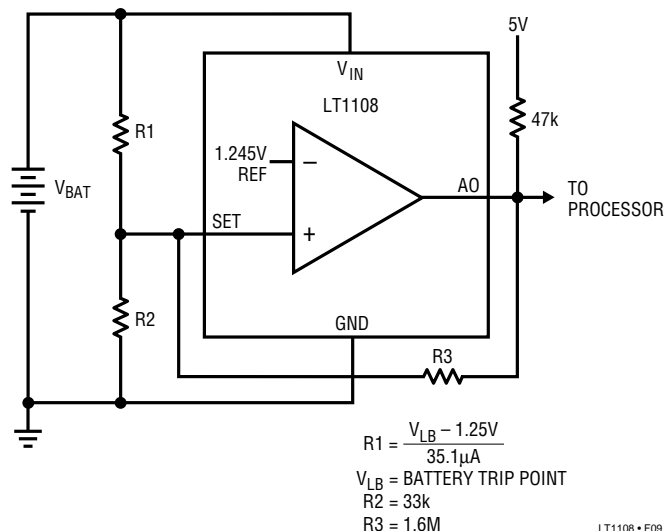 5V
V_IN
LT1108
47k
R1
1.245V
REF
−
V_BAT
AO
TO
PROCESSOR
SET
+
R2
GND
R3
R1 = (V_LB – 1.25V) / 35.1µA
V_LB = BATTERY TRIP POINT
R2 = 33k
R3 = 1.6M
LT1108 • F09